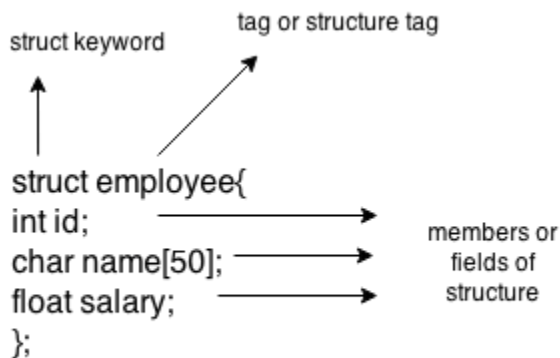 struct keyword
tag or structure tag
struct employee{
int id;
char name[50];
float salary;
};
members or
fields of
structure